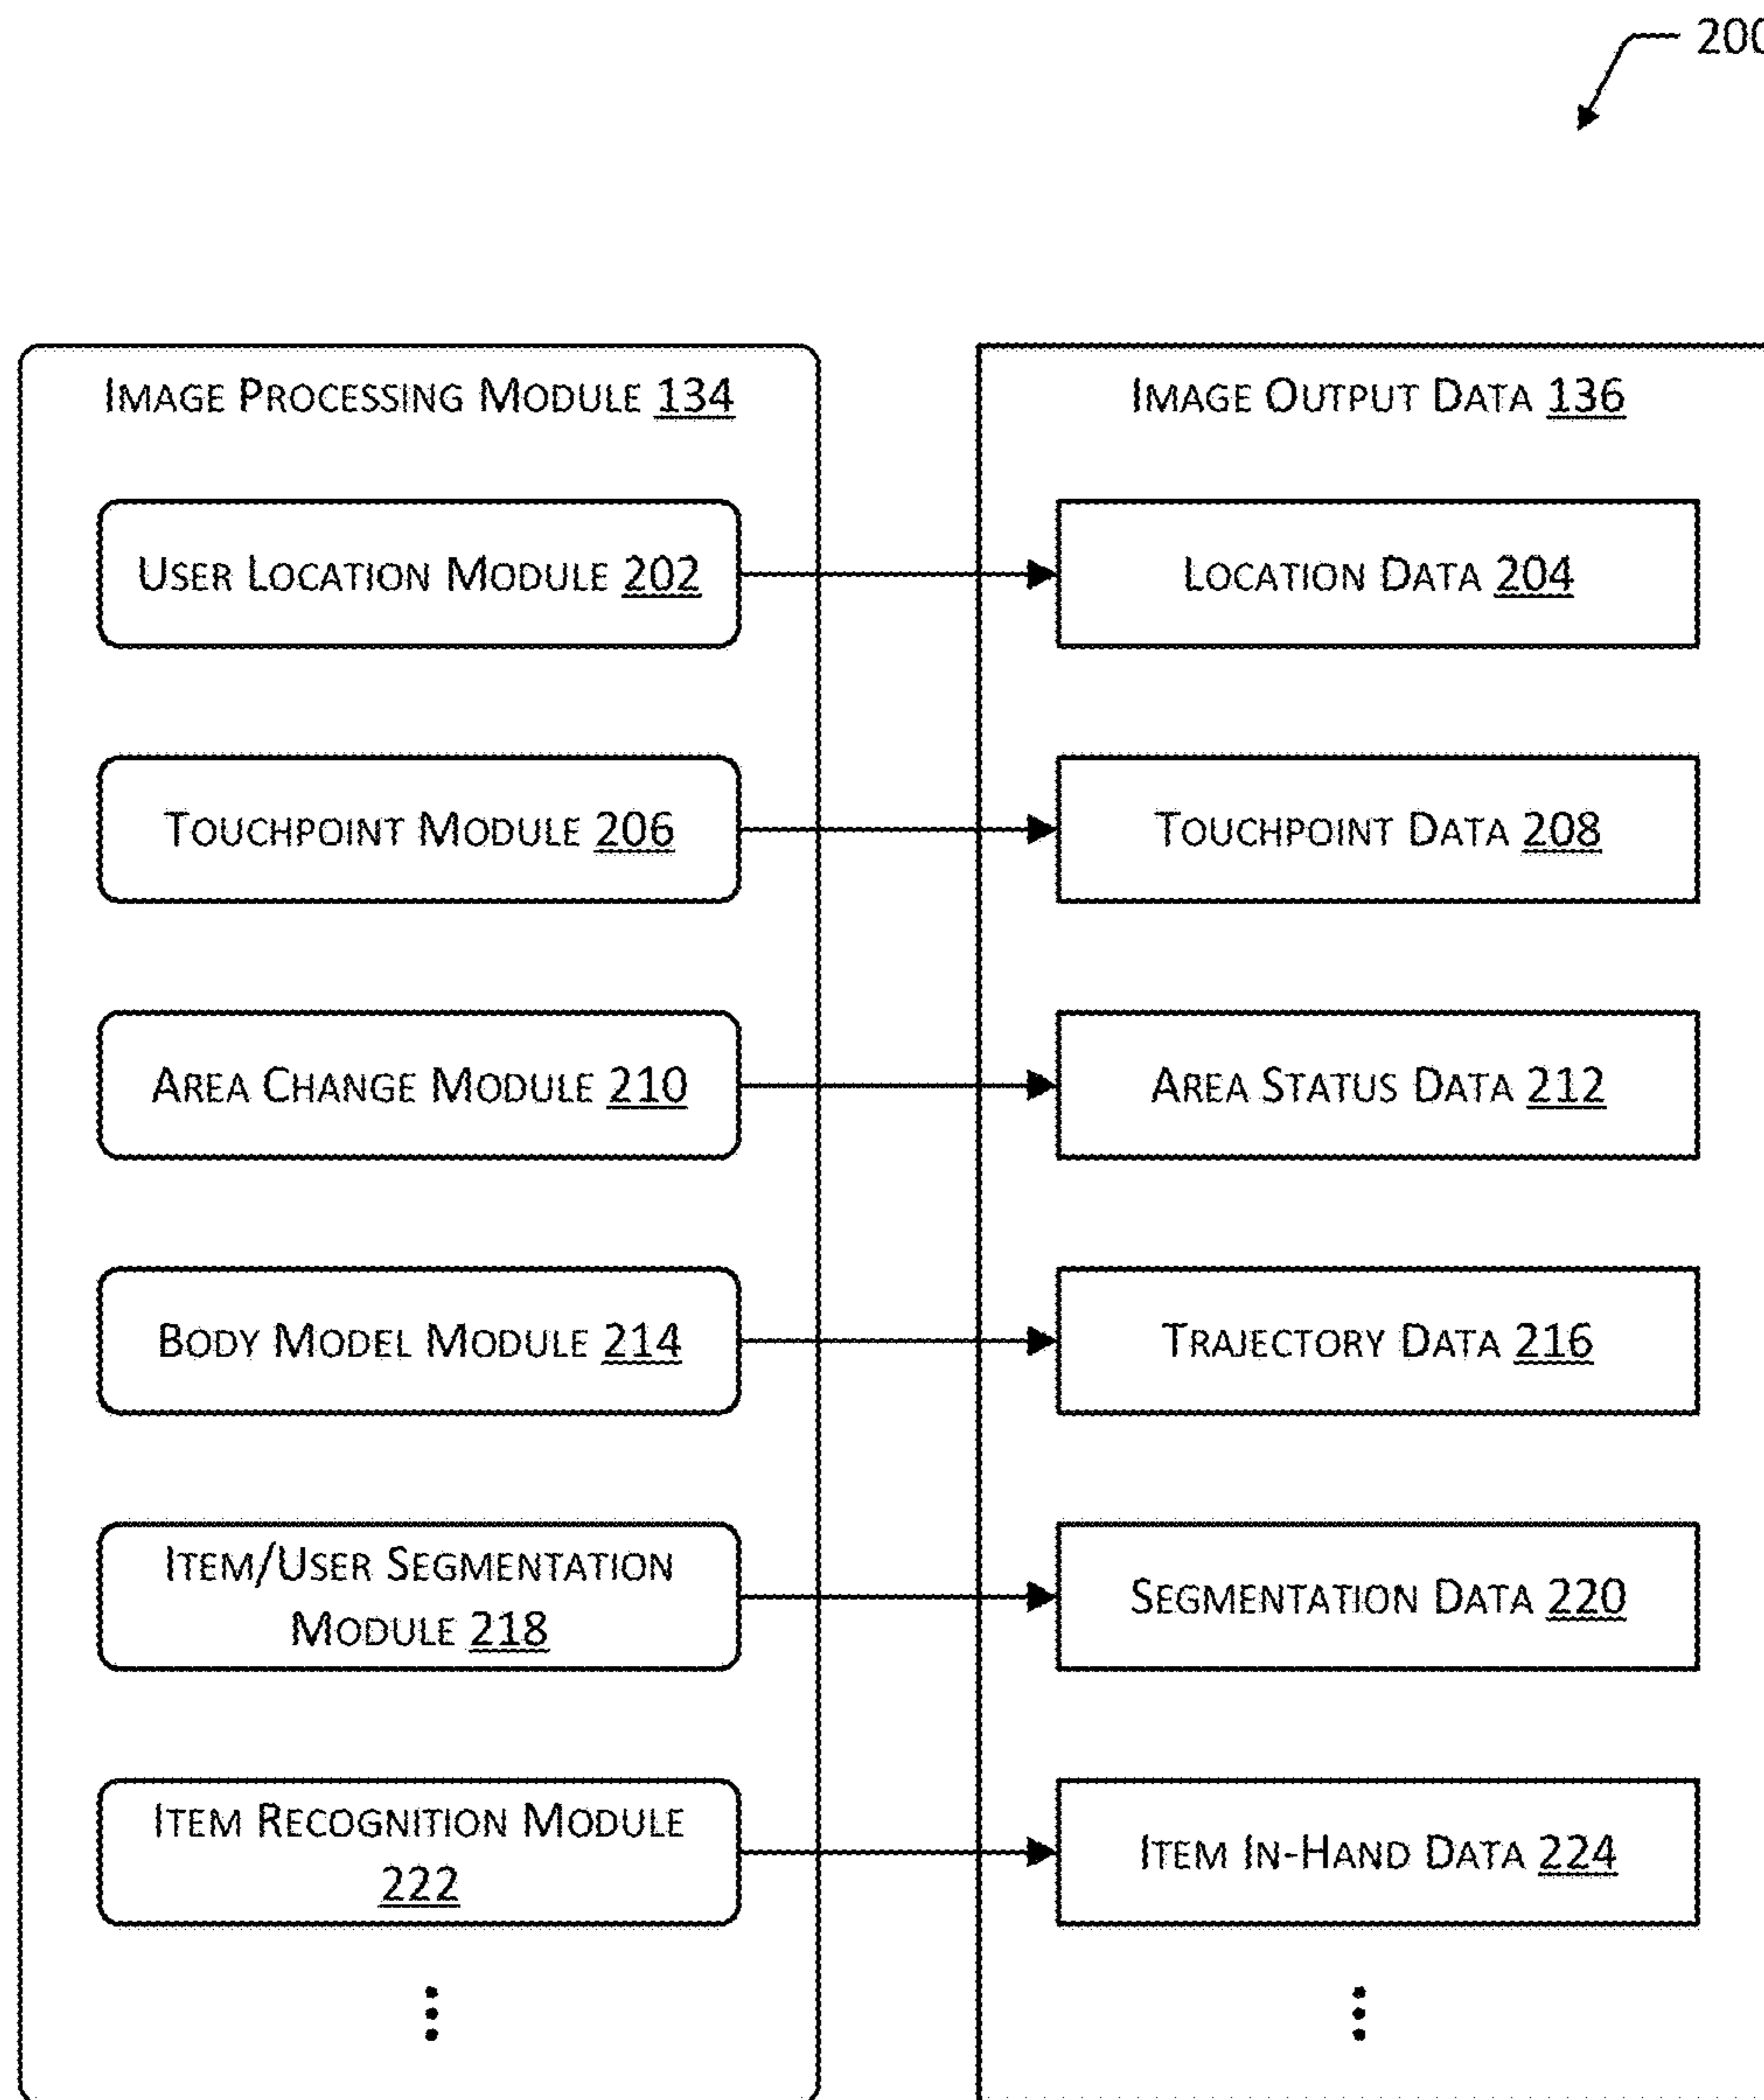 200
IMAGE PROCESSING MODULE 134
IMAGE OUTPUT DATA 136
USER LOCATION MODULE 202
LOCATION DATA 204
TOUCHPOINT MODULE 206
TOUCHPOINT DATA 208
AREA CHANGE MODULE 210
AREA STATUS DATA 212
BODY MODEL MODULE 214
TRAJECTORY DATA 216
ITEM/USER SEGMENTATION
MODULE 218
SEGMENTATION DATA 220
ITEM RECOGNITION MODULE
222
ITEM IN-HAND DATA 224